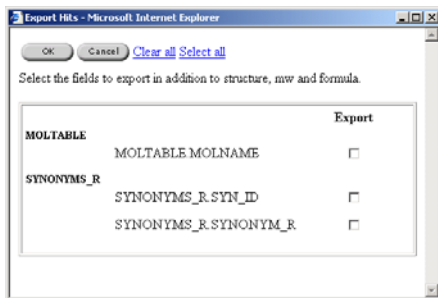 Export Hits - Microsoft Internet Explorer
OK Cancel Clear all Select all
Select the fields to export in addition to structure, mw and formula.
Export
MOLTABLE
MOLTABLE.MOLNAME
SYNONYMS_R
SYNONYMS_R.SYN_ID
SYNONYMS_R.SYNONYM_R